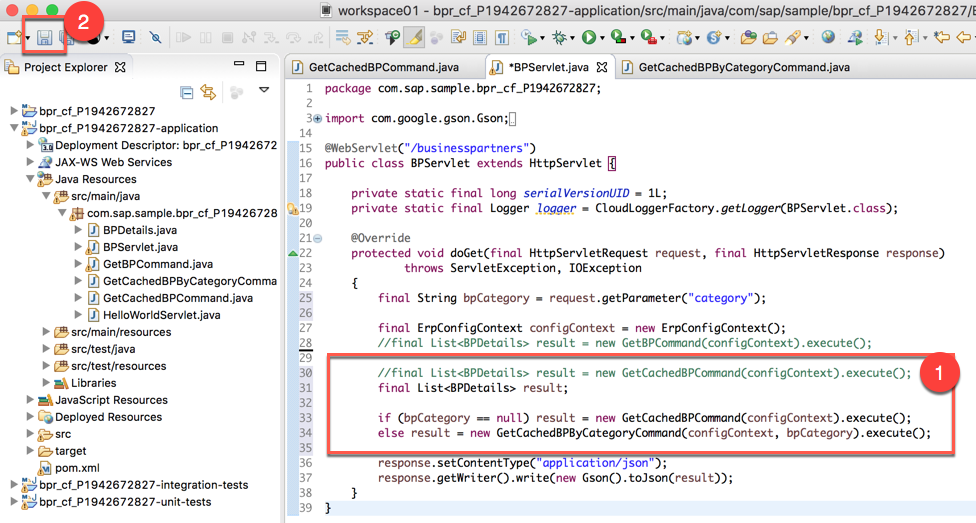 workspace01 - bpr_cf_P1942672827-application/src/main/java/com/sap/sample/bpr_cf_P1942672827/
2
Project Explorer
bpr_cf_P1942672827
bpr_cf_P1942672827-application
Deployment Descriptor: bpr_cf_P1942672
JAX-WS Web Services
Java Resources
src/main/java
com.sap.sample.bpr_cf_P19426728
BPDetails.java
BPServlet.java
GetBPCommand.java
GetCachedBPByCategoryComma
GetCachedBPCommand.java
HelloWorldServlet.java
src/main/resources
src/test/java
src/test/resources
Libraries
JavaScript Resources
Deployed Resources
src
target
pom.xml
bpr_cf_P1942672827-integration-tests
bpr_cf_P1942672827-unit-tests
GetCachedBPCommand.java
*BPServlet.java
GetCachedBPByCategoryCommand.java
1 package com.sap.sample.bpr_cf_P1942672827;
2
3 import com.google.gson.Gson;
14
15 @WebServlet("/businesspartners")
16 public class BPServlet extends HttpServlet {
17
18 private static final long serialVersionUID = 1L;
19 private static final Logger logger = CloudLoggerFactory.getLogger(BPServlet.class);
20
21 @Override
22 protected void doGet(final HttpServletRequest request, final HttpServletResponse response)
23 throws ServletException, IOException
24 {
25 final String bpCategory = request.getParameter("category");
26
27 final ErpConfigContext configContext = new ErpConfigContext();
28 //final List<BPDetails> result = new GetBPCommand(configContext).execute();
29
30 //final List<BPDetails> result = new GetCachedBPCommand(configContext).execute();
31 final List<BPDetails> result;
32
33 if (bpCategory == null) result = new GetCachedBPCommand(configContext).execute();
34 else result = new GetCachedBPByCategoryCommand(configContext, bpCategory).execute();
35
36 response.setContentType("application/json");
37 response.getWriter().write(new Gson().toJson(result));
38 }
39 }
1